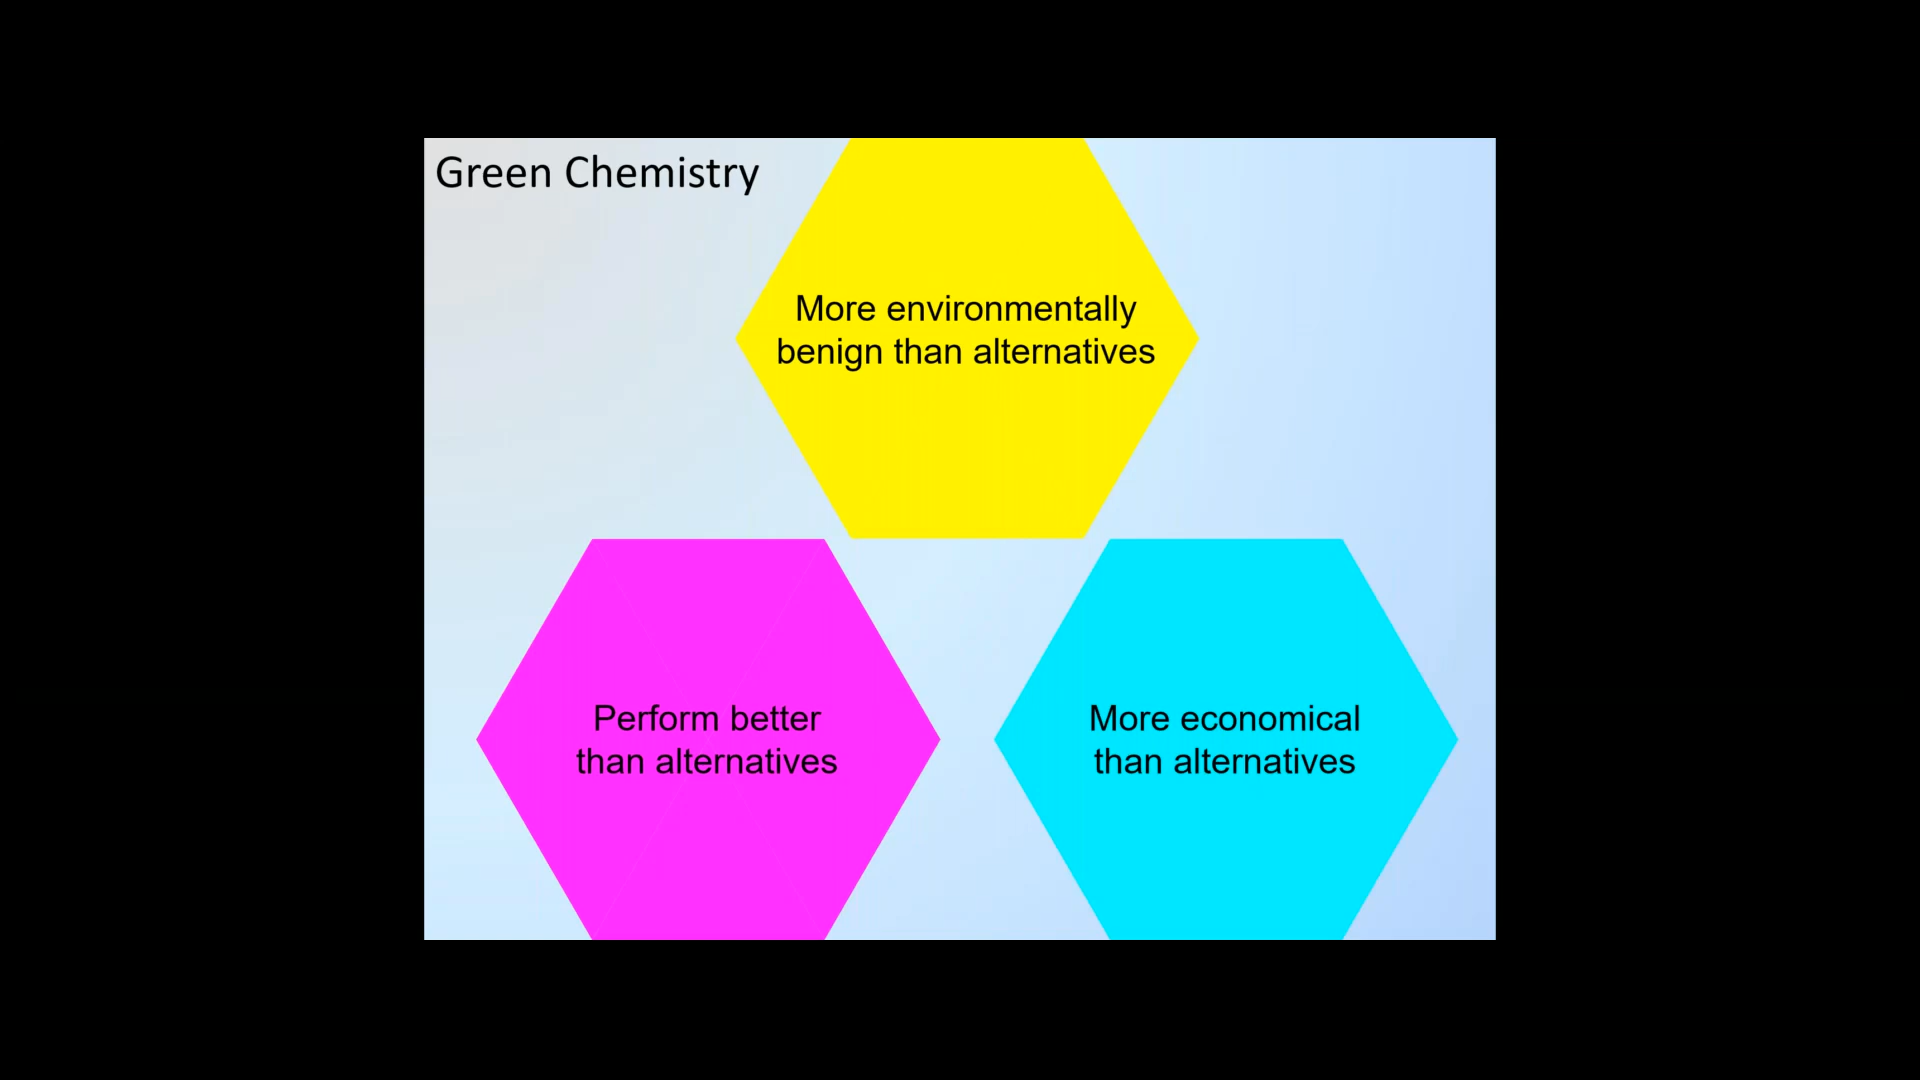 Green Chemistry
More environmentally
benign than alternatives
Perform better
than alternatives
More economical
than alternatives